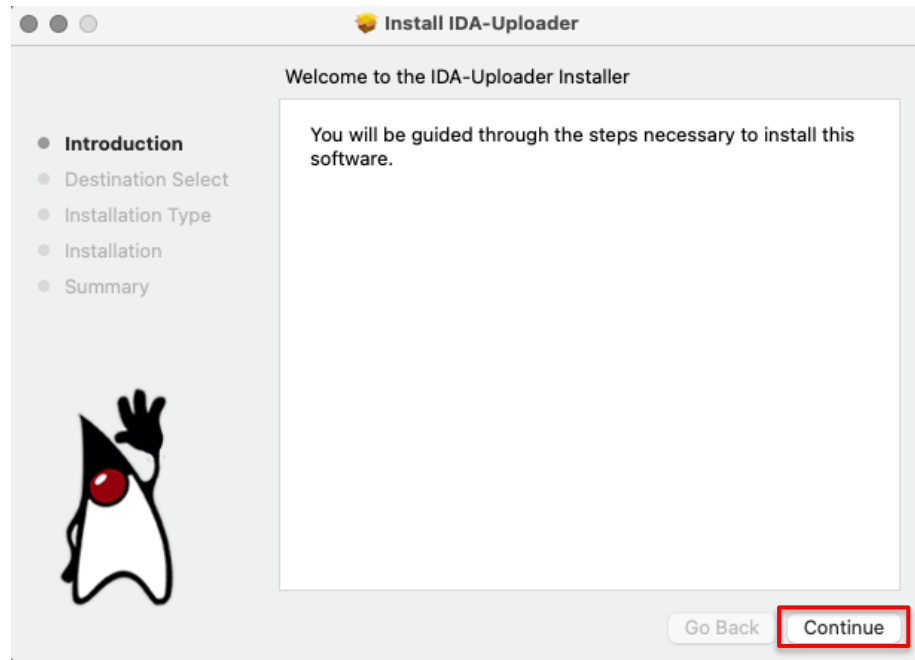 Install IDA-Uploader
Welcome to the IDA-Uploader Installer
Introduction
Destination Select
Installation Type
Installation
Summary
You will be guided through the steps necessary to install this
software.
Go Back
Continue